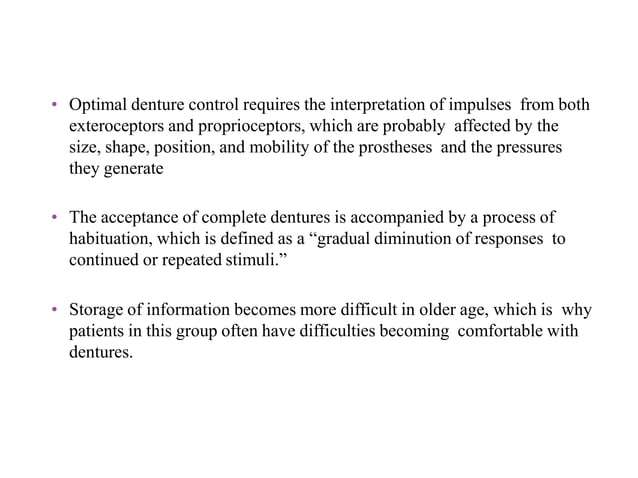 • Optimal denture control requires the interpretation of impulses from both
exteroceptors and proprioceptors, which are probably affected by the
size, shape, position, and mobility of the prostheses and the pressures
they generate
• The acceptance of complete dentures is accompanied by a process of
habituation, which is defined as a “gradual diminution of responses to
continued or repeated stimuli.”
• Storage of information becomes more difficult in older age, which is why
patients in this group often have difficulties becoming comfortable with
dentures.